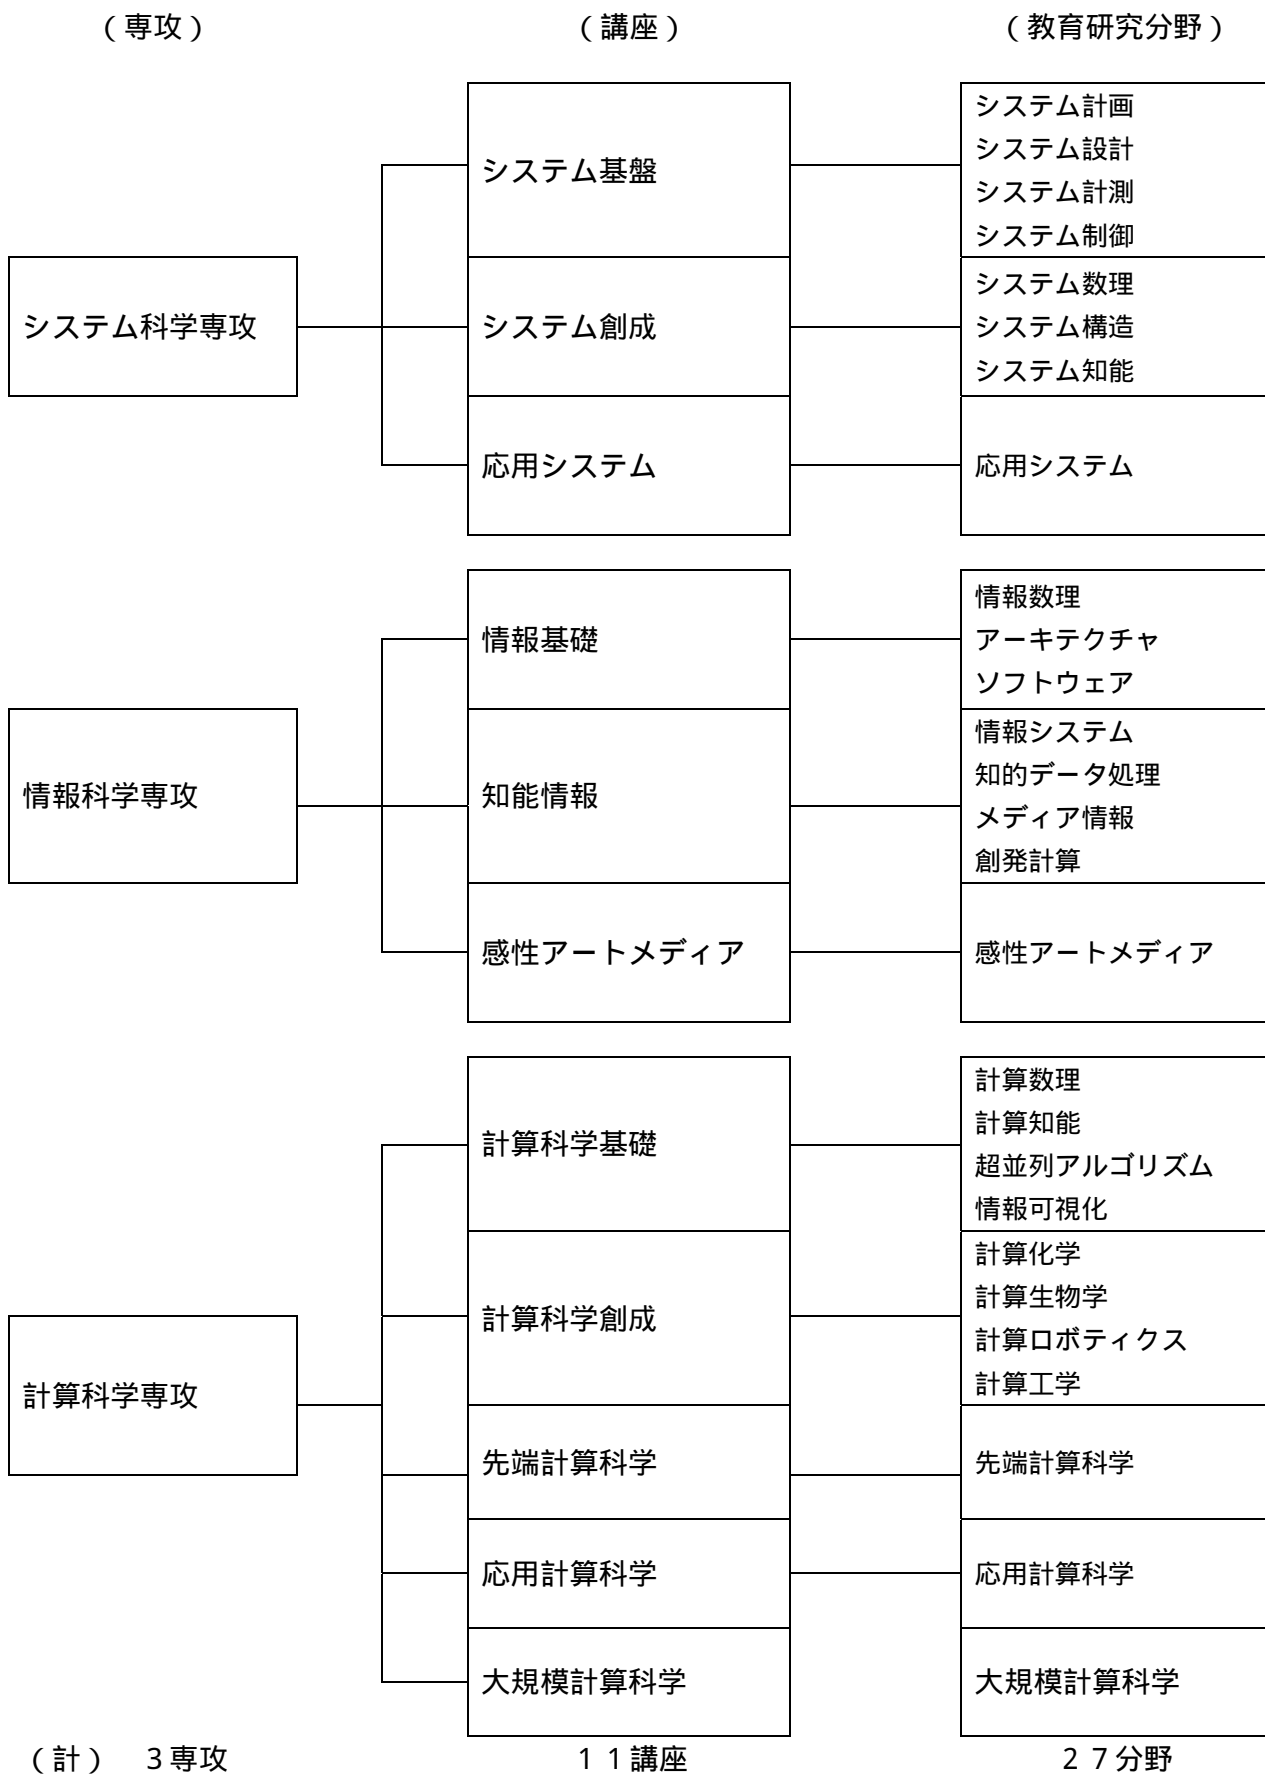 (専攻) (講座) (教育研究分野)
システム科学専攻
システム基盤
システム計画
システム設計
システム計測
システム制御
システム創成
システム数理
システム構造
システム知能
応用システム
応用システム
情報科学専攻
情報基礎
情報数理
アーキテクチャ
ソフトウェア
知能情報
情報システム
知的データ処理
メディア情報
創発計算
感性アートメディア
感性アートメディア
計算科学専攻
計算科学基礎
計算数理
計算知能
超並列アルゴリズム
情報可視化
計算科学創成
計算化学
計算生物学
計算ロボティクス
計算工学
先端計算科学
先端計算科学
応用計算科学
応用計算科学
大規模計算科学
大規模計算科学
(計) 3専攻 11講座 27分野